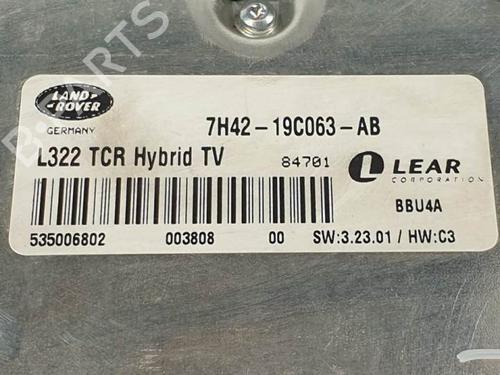 LAND-
-ROVER
GERMANY
7H42-19C063-AB
L322 TCR Hybrid TV
84701
LEAR
CORPORATION
BBU4A
535006802
003808
00
SW:3.23.01 / HW:C3